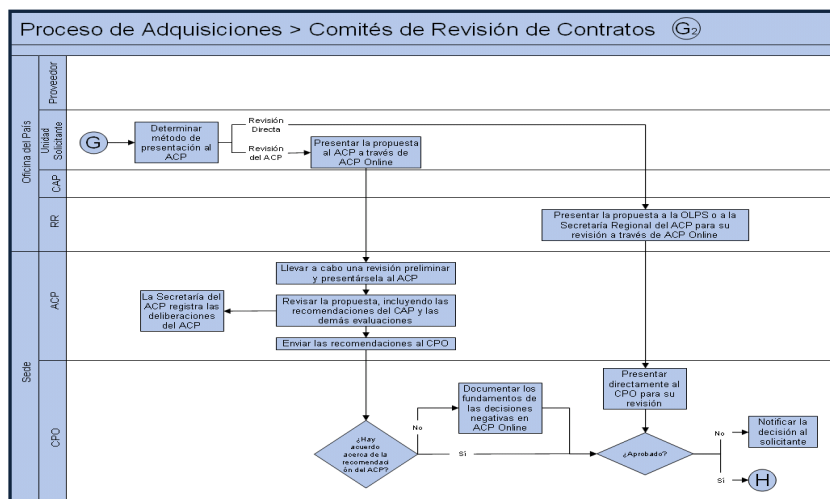 Proceso de Adquisiciones > Comités de Revisión de Contratos G2
Oficina del País
Proveedor
Unidad
Solicitante
CAP
RR
Sede
ACP
CPO
G
Determinar
método de
presentación al
ACP
Revisión
Directa
Revisión
del ACP
Presentar la propuesta
al ACP a través de
ACP Online
Presentar la propuesta a la OLPS o a la
Secretaría Regional del ACP para su
revisión a través de ACP Online
Llevar a cabo una revisión preliminar
y presentársela al ACP
La Secretaría del
ACP registra las
deliberaciones
del ACP
Revisar la propuesta, incluyendo las
recomendaciones del CAP y las
demás evaluaciones
Enviar las recomendaciones al CPO
Presentar
directamente al
CPO para su
revisión
Documentar los
fundamentos de
las decisiones
negativas en
ACP Online
¿Hay
acuerdo
acerca de la
recomendaci
ón del ACP?
No
Sí
¿Aprobado?
No
Sí
Notificar la
decisión al
solicitante
H